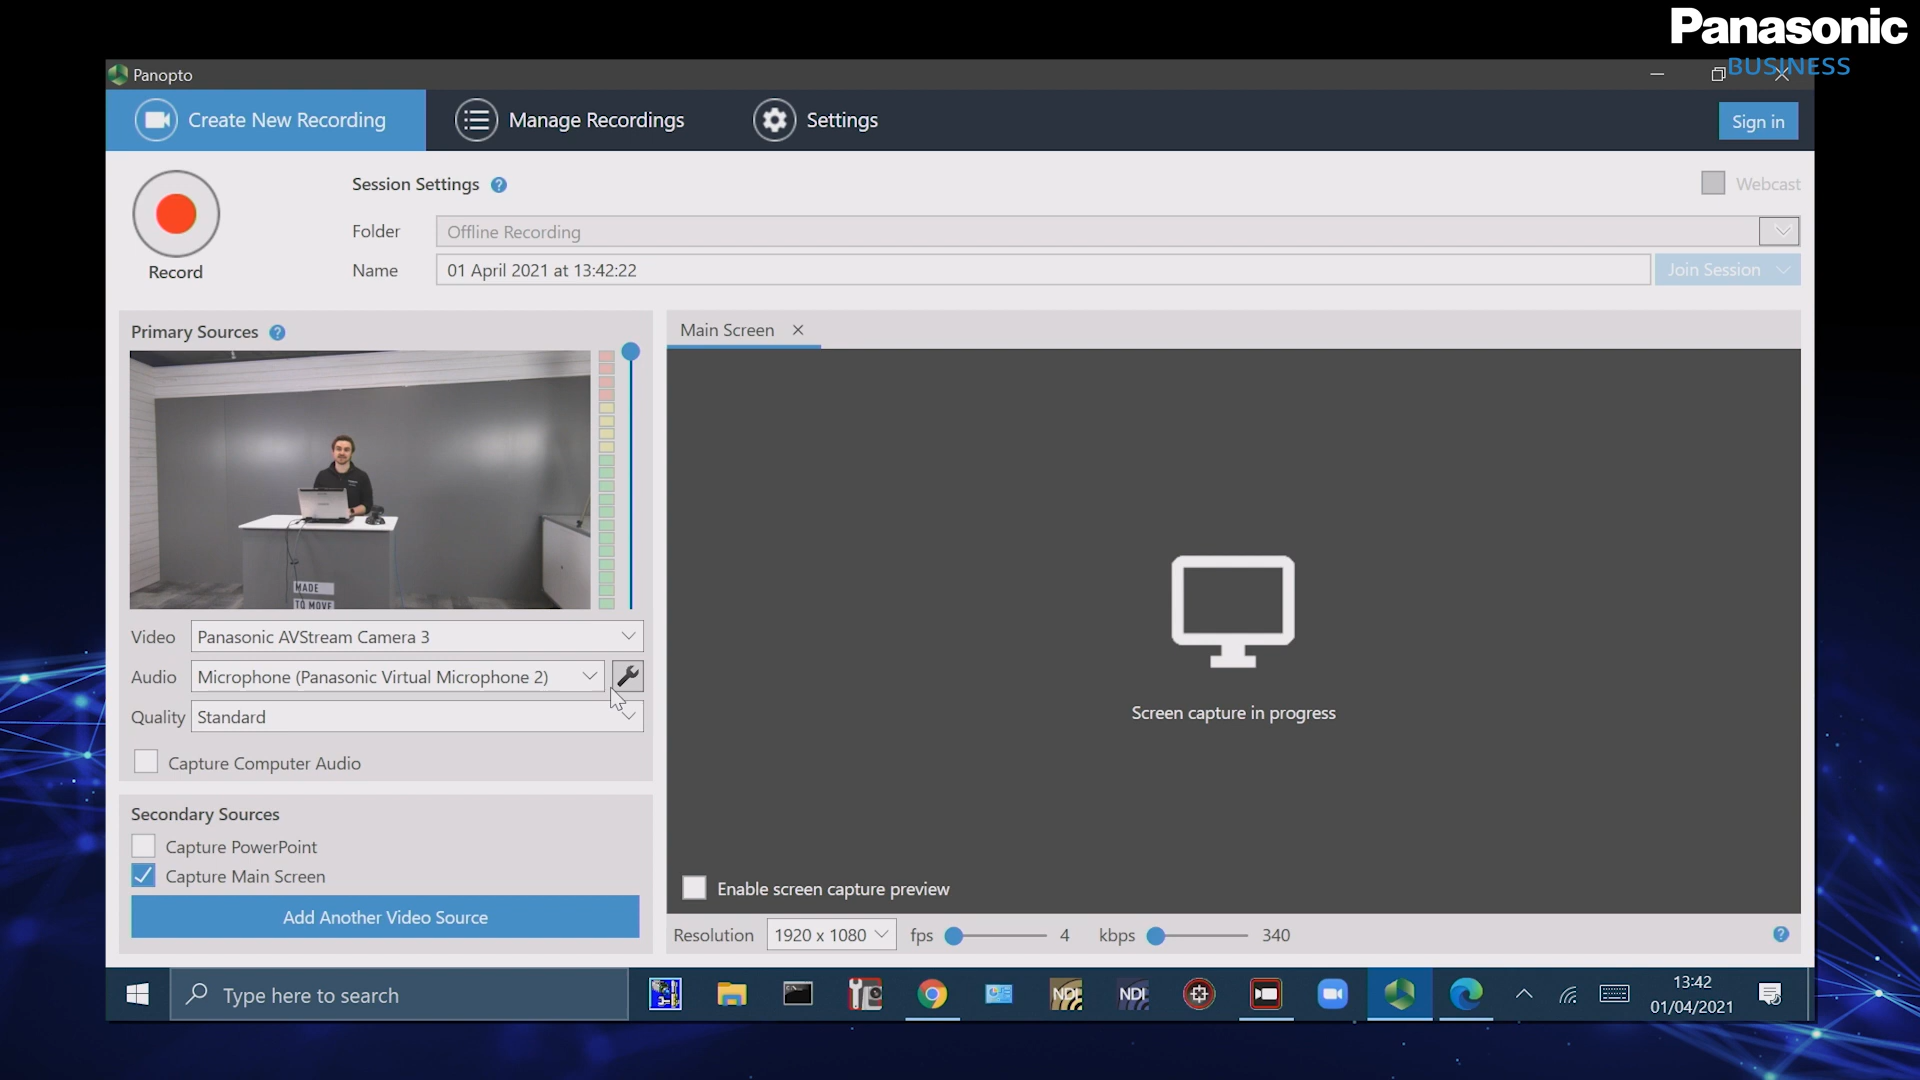 Panasonic
BUSINESS
Panopto
Create New Recording
Manage Recordings
Settings
Sign in
Record
Session Settings
Webcast
Folder
Offline Recording
Name
01 April 2021 at 13:42:22
Join Session
Primary Sources
MADE
TO MOVE
Video
Panasonic AVStream Camera 3
Audio
Microphone (Panasonic Virtual Microphone 2)
Quality
Standard
Capture Computer Audio
Secondary Sources
Capture PowerPoint
Capture Main Screen
Add Another Video Source
Main Screen
Screen capture in progress
Enable screen capture preview
Resolution
1920 x 1080
fps
4
kbps
340
Type here to search
NDI
NDI
13:42
01/04/2021